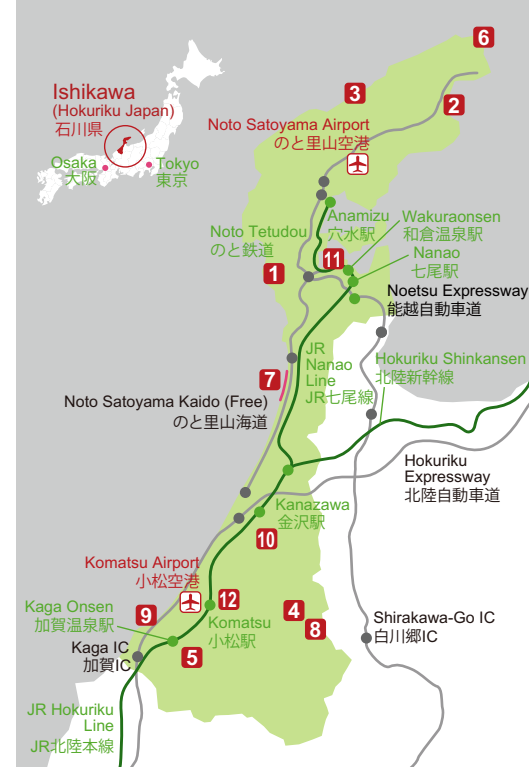 6
Ishikawa
(Hokuriku Japan)
石川県
3
2
Noto Satoyama Airport
のと里山空港
Osaka
大阪
Tokyo
東京
Anamizu
穴水駅
Wakuraonsen
和倉温泉駅
Noto Tetudou
のと鉄道
11
Nanao
七尾駅
1
Noetsu Expressway
能越自動車道
JR
Nanao
Line
JR七尾線
Hokuriku Shinkansen
北陸新幹線
7
Noto Satoyama Kaido (Free)
のと里山海道
Hokuriku
Expressway
北陸自動車道
Kanazawa
金沢駅
10
Komatsu Airport
小松空港
12
Kaga Onsen
加賀温泉駅
9
4
8
Komatsu
小松駅
Shirakawa-Go IC
白川郷IC
Kaga IC
加賀IC
5
JR Hokuriku
Line
JR北陸本線